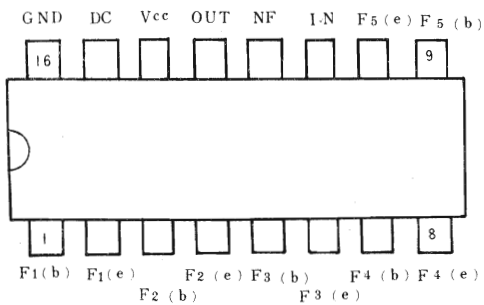 GND DC Vcc OUT NF IN F5(e) F5(b)
16 9
1 8
F1(b) F1(e) F2(b) F2(e) F3(b) F3(e) F4(b) F4(e)